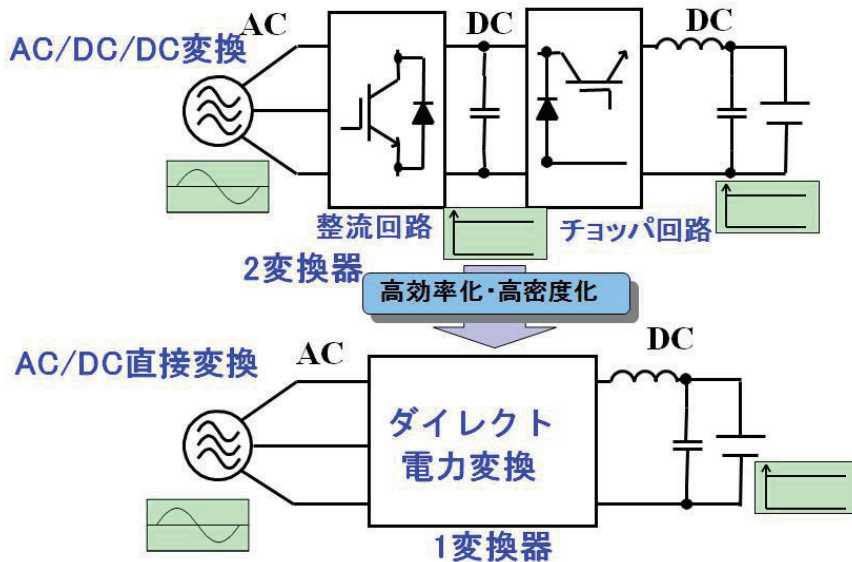 AC/DC/DC変換
AC
DC
DC
整流回路
チョッパ回路
2変換器
高効率化・高密度化
AC/DC直接変換
AC
DC
ダイレクト
電力変換
1変換器